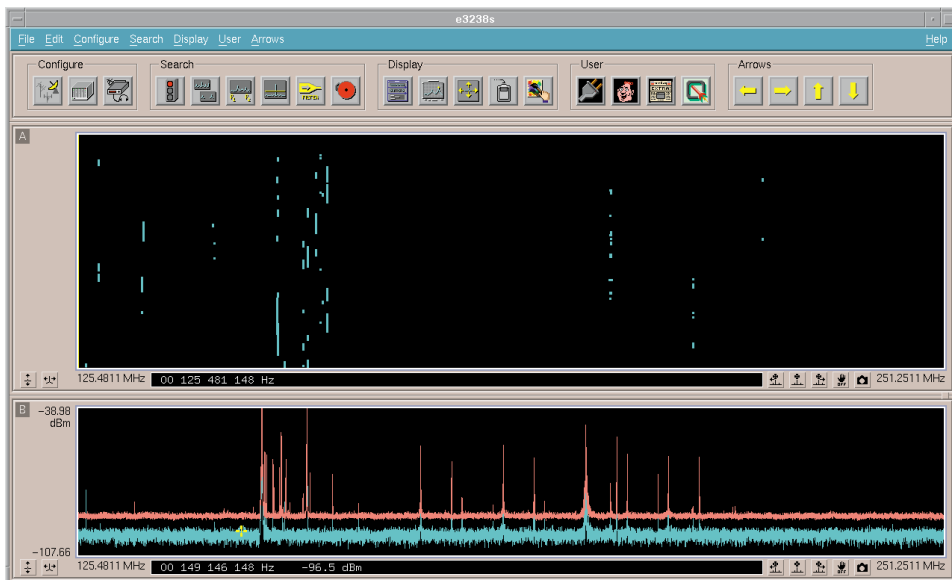 e3238s
File Edit Configure Search Display User Arrows Help
Configure Search Display User Arrows
A
125.4811 MHz 00 125 481 148 Hz 251.2511 MHz
B
-38.98
dBm
-107.66
125.4811 MHz 00 149 146 148 Hz -96.5 dBm 251.2511 MHz